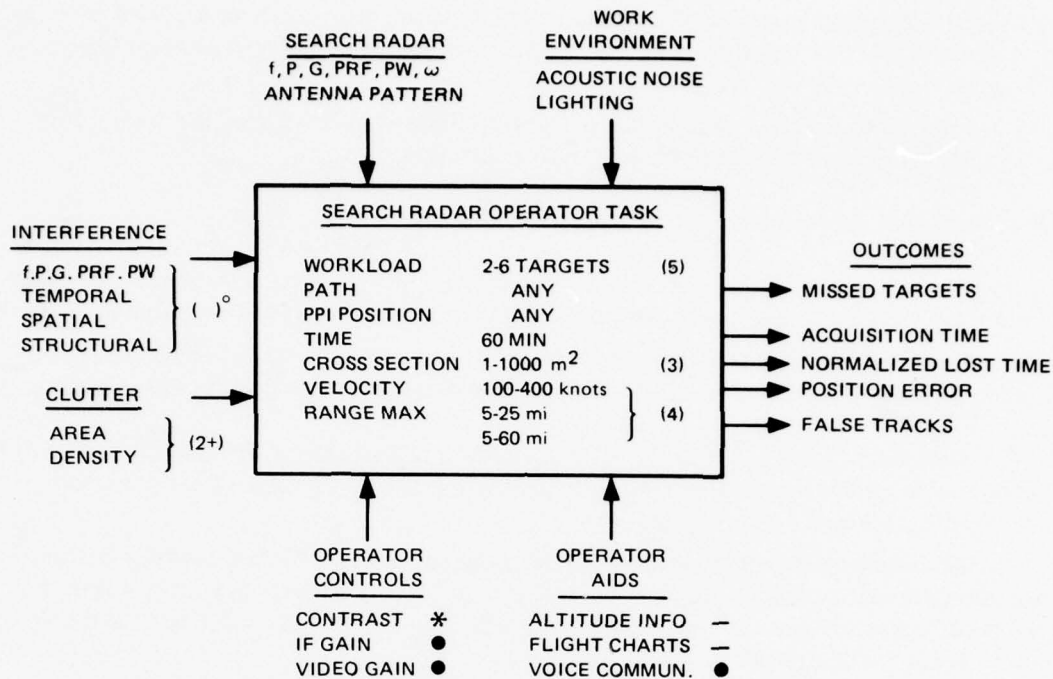 SEARCH RADAR
f, P, G, PRF, PW, ω
ANTENNA PATTERN
WORK
ENVIRONMENT
ACOUSTIC NOISE
LIGHTING
INTERFERENCE
f.P.G. PRF. PW
TEMPORAL
SPATIAL
STRUCTURAL
( )°
CLUTTER
AREA
DENSITY
(2+)
SEARCH RADAR OPERATOR TASK
WORKLOAD 2-6 TARGETS (5)
PATH ANY
PPI POSITION ANY
TIME 60 MIN
CROSS SECTION 1-1000 m² (3)
VELOCITY 100-400 knots
RANGE MAX 5-25 mi (4)
5-60 mi
OUTCOMES
MISSED TARGETS
ACQUISITION TIME
NORMALIZED LOST TIME
POSITION ERROR
FALSE TRACKS
OPERATOR
CONTROLS
CONTRAST *
IF GAIN ●
VIDEO GAIN ●
OPERATOR
AIDS
ALTITUDE INFO –
FLIGHT CHARTS –
VOICE COMMUN. ●